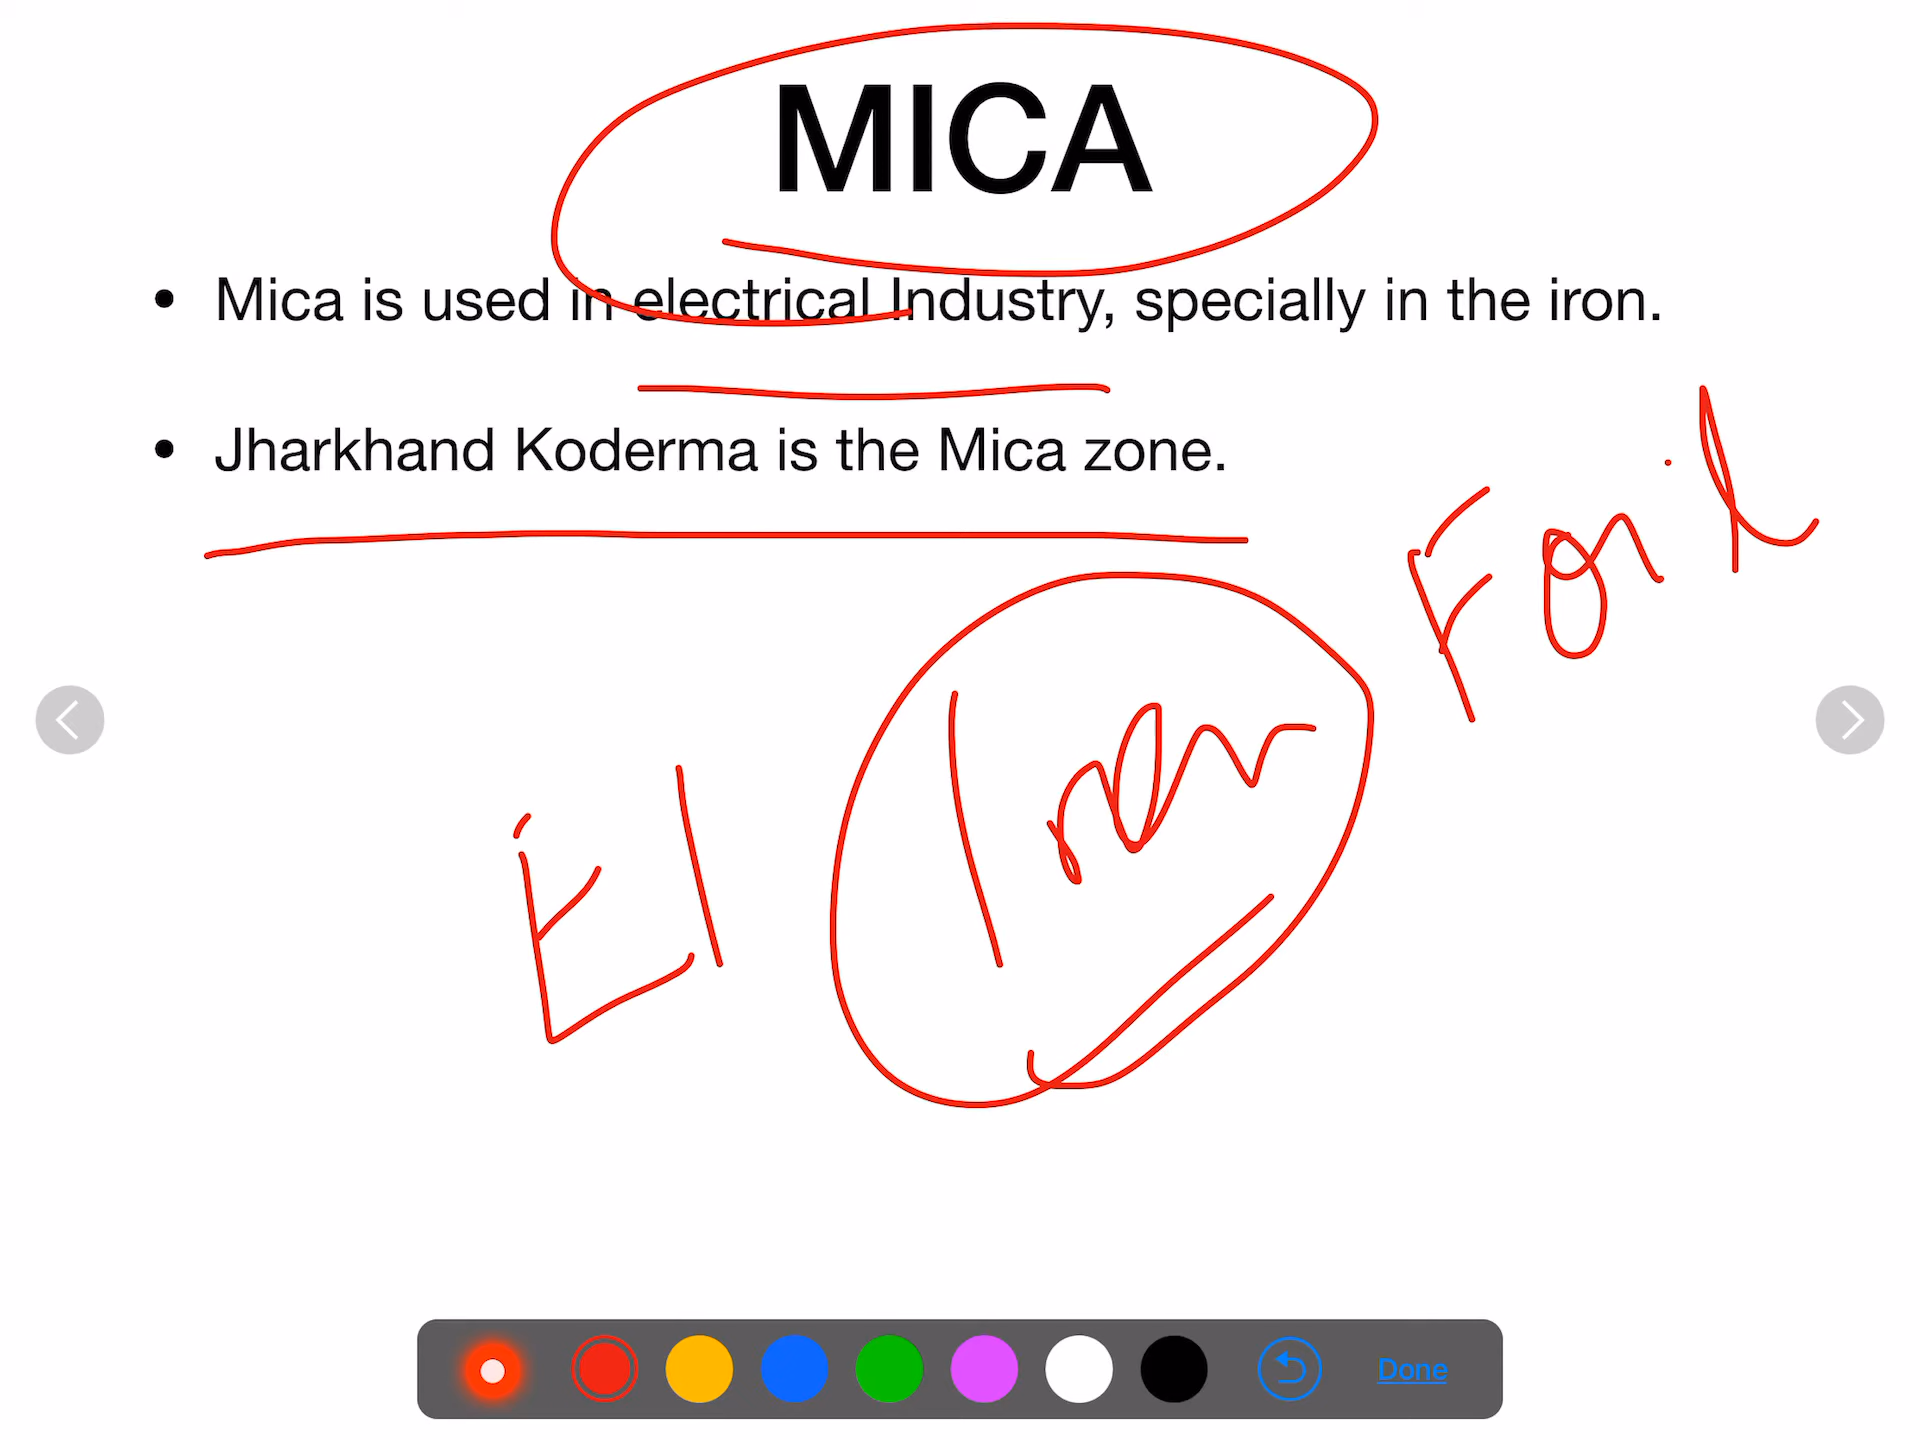 MICA
• Mica is used in electrical Industry, specially in the iron.
• Jharkhand Koderma is the Mica zone.
Foil
El Iron
Done